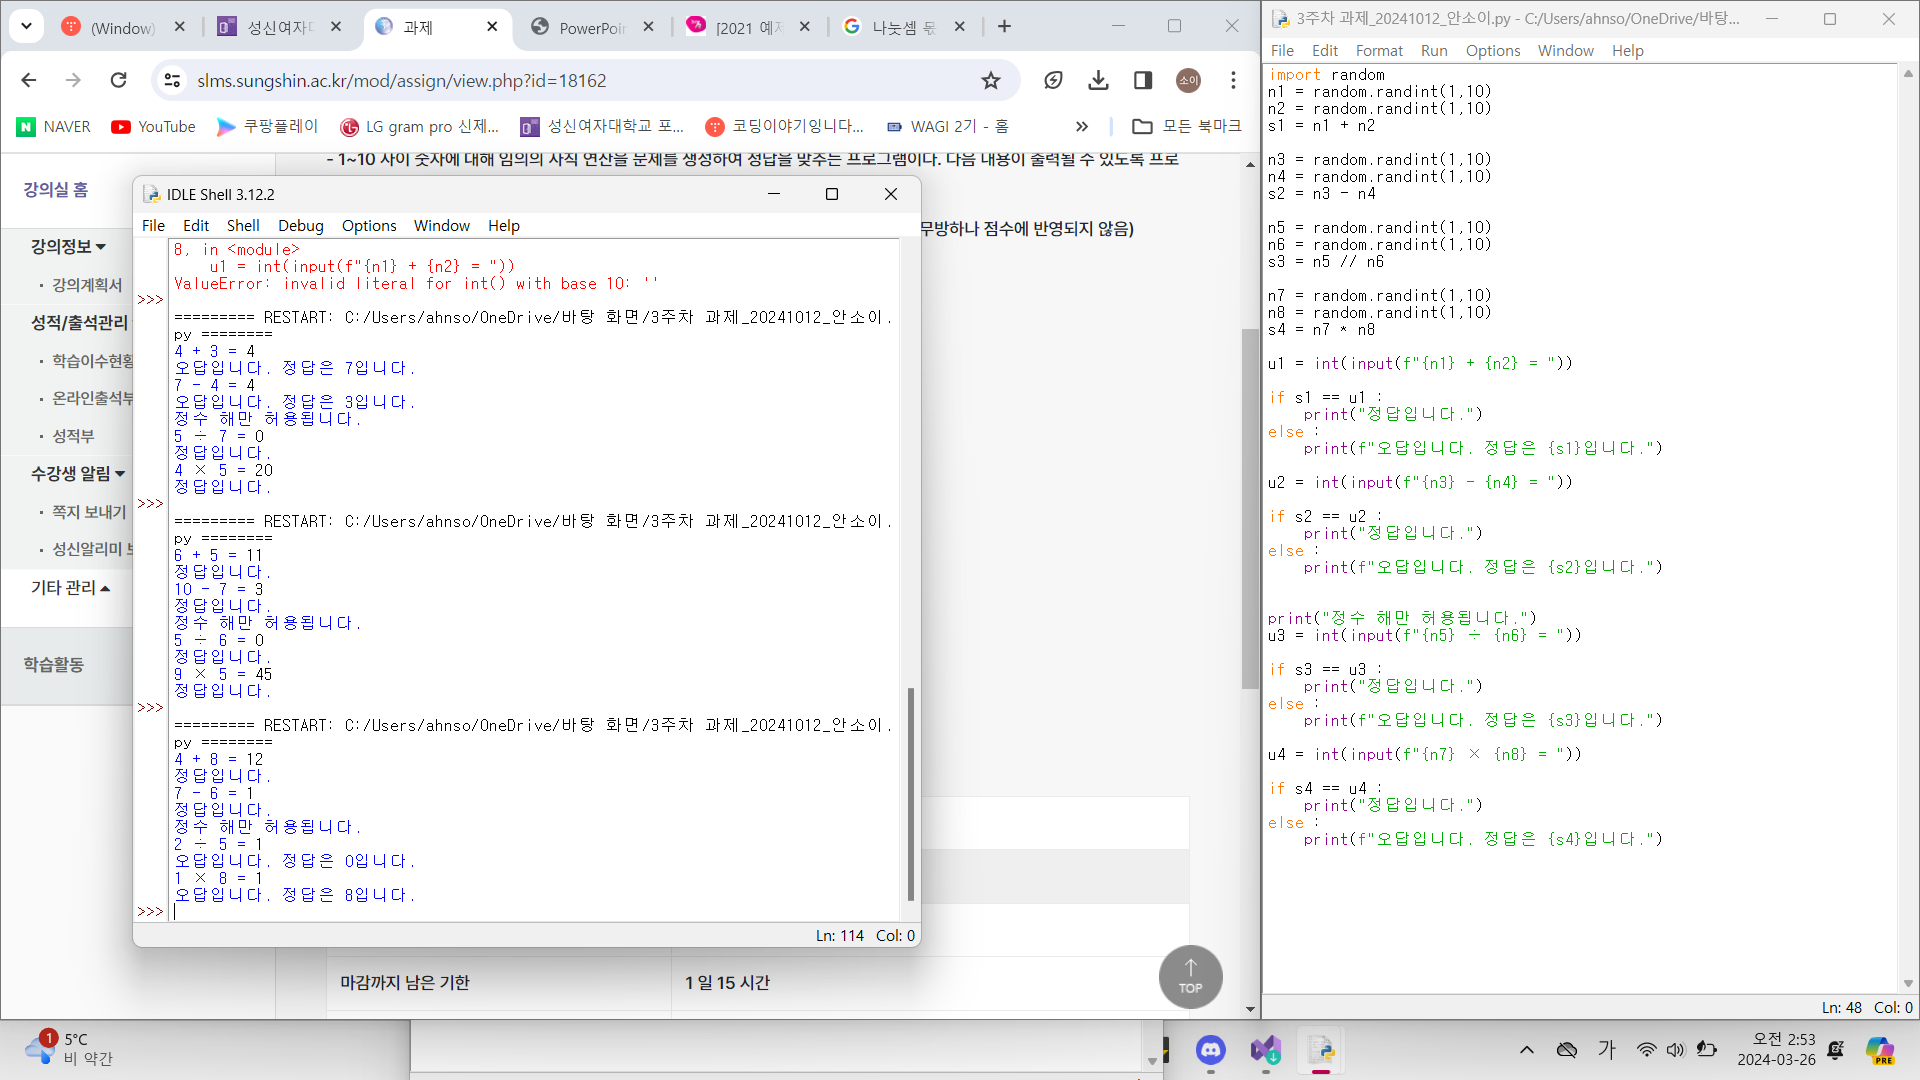 (Window)
성신여자대
과제
PowerPoin
[2021 예제
나눗셈 몫
slms.sungshin.ac.kr/mod/assign/view.php?id=18162
소이
NAVER
YouTube
쿠팡플레이
LG gram pro 신제...
성신여자대학교 포...
코딩이야기입니다...
WAGI 2기 - 홈
모든 북마크
- 1~10 사이 숫자에 대해 임의의 사칙 연산을 문제를 생성하여 정답을 맞추는 프로그램이다. 다음 내용이 출력될 수 있도록 프로
무방하나 점수에 반영되지 않음)
강의실 홈
강의정보
· 강의계획서
성적/출석관리
· 학습이수현황
· 온라인출석부
· 성적부
수강생 알림
· 쪽지 보내기
· 성신알리미 보
기타 관리
학습활동
마감까지 남은 기한
1 일 15 시간
TOP
IDLE Shell 3.12.2
File Edit Shell Debug Options Window Help
8, in <module>
    u1 = int(input(f"{n1} + {n2} = "))
ValueError: invalid literal for int() with base 10: ''
>>>
========= RESTART: C:/Users/ahnso/OneDrive/바탕 화면/3주차 과제_20241012_안소이.
py ========
4 + 3 = 4
오답입니다. 정답은 7입니다.
7 - 4 = 4
오답입니다. 정답은 3입니다.
정수 해만 허용됩니다.
5 ÷ 7 = 0
정답입니다.
4 × 5 = 20
정답입니다.
>>>
========= RESTART: C:/Users/ahnso/OneDrive/바탕 화면/3주차 과제_20241012_안소이.
py ========
6 + 5 = 11
정답입니다.
10 - 7 = 3
정답입니다.
정수 해만 허용됩니다.
5 ÷ 6 = 0
정답입니다.
9 × 5 = 45
정답입니다.
>>>
========= RESTART: C:/Users/ahnso/OneDrive/바탕 화면/3주차 과제_20241012_안소이.
py ========
4 + 8 = 12
정답입니다.
7 - 6 = 1
정답입니다.
정수 해만 허용됩니다.
2 ÷ 5 = 1
오답입니다. 정답은 0입니다.
1 × 8 = 1
오답입니다. 정답은 8입니다.
>>>
Ln: 114 Col: 0
3주차 과제_20241012_안소이.py - C:/Users/ahnso/OneDrive/바탕...
File Edit Format Run Options Window Help
import random
n1 = random.randint(1,10)
n2 = random.randint(1,10)
s1 = n1 + n2
n3 = random.randint(1,10)
n4 = random.randint(1,10)
s2 = n3 - n4
n5 = random.randint(1,10)
n6 = random.randint(1,10)
s3 = n5 // n6
n7 = random.randint(1,10)
n8 = random.randint(1,10)
s4 = n7 * n8
u1 = int(input(f"{n1} + {n2} = "))
if s1 == u1 :
    print("정답입니다.")
else :
    print(f"오답입니다. 정답은 {s1}입니다.")
u2 = int(input(f"{n3} - {n4} = "))
if s2 == u2 :
    print("정답입니다.")
else :
    print(f"오답입니다. 정답은 {s2}입니다.")
print("정수 해만 허용됩니다.")
u3 = int(input(f"{n5} ÷ {n6} = "))
if s3 == u3 :
    print("정답입니다.")
else :
    print(f"오답입니다. 정답은 {s3}입니다.")
u4 = int(input(f"{n7} × {n8} = "))
if s4 == u4 :
    print("정답입니다.")
else :
    print(f"오답입니다. 정답은 {s4}입니다.")
Ln: 48 Col: 0
1
5°C
비 약간
가
오전 2:53
2024-03-26
PRE